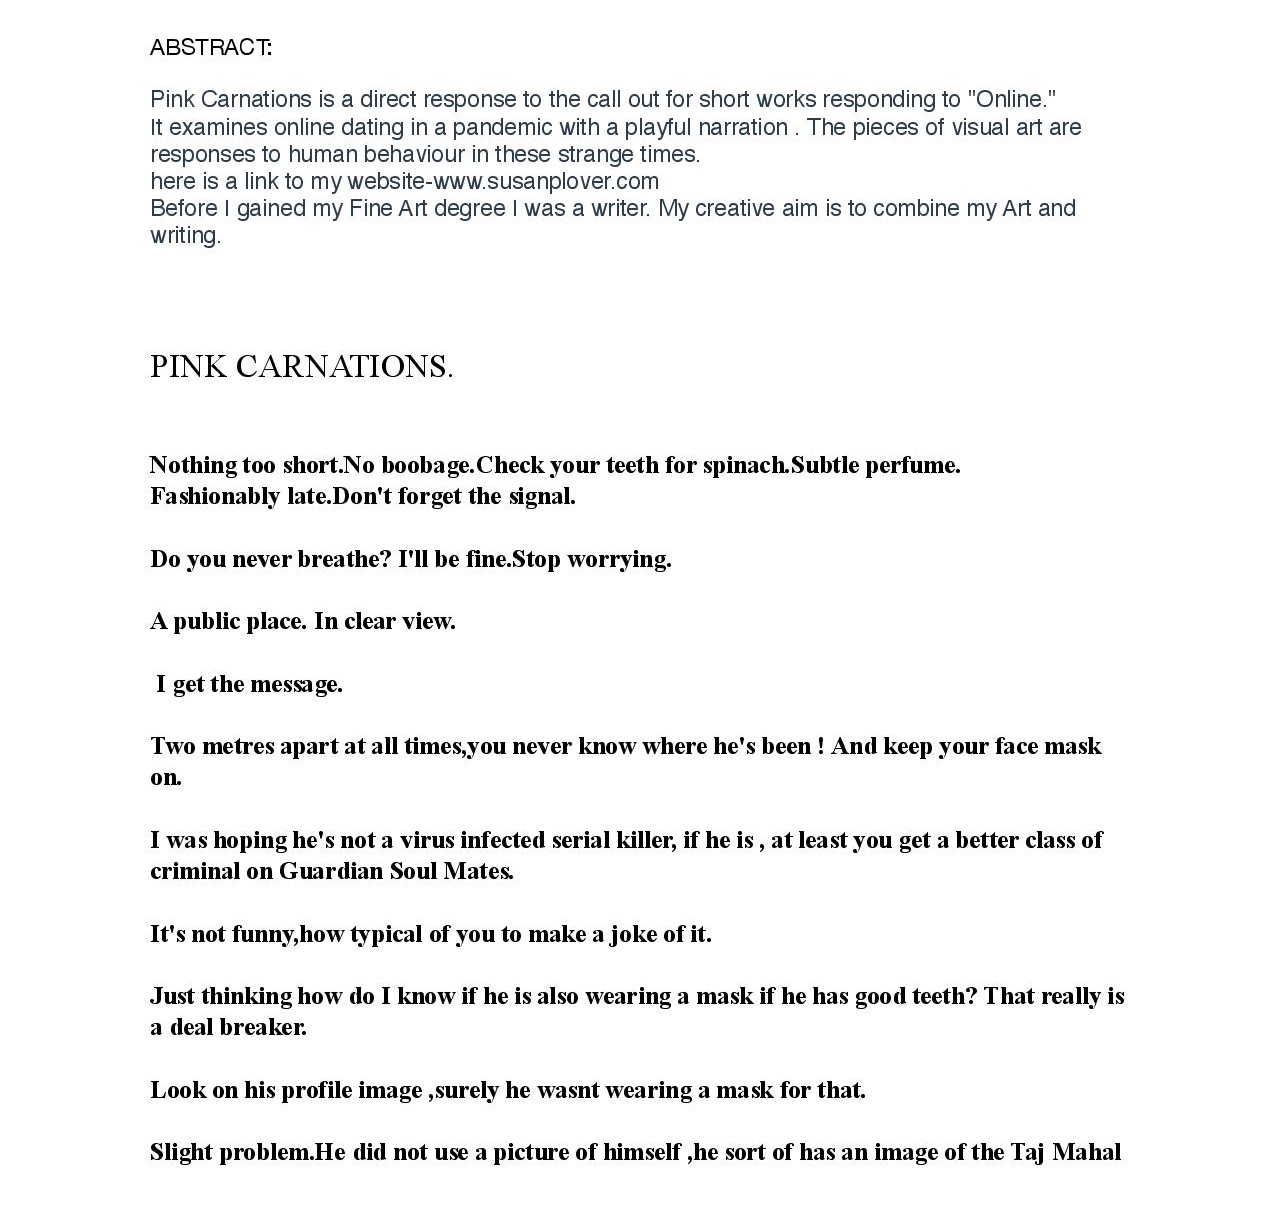 ABSTRACT:
Pink Carnations is a direct response to the call out for short works responding to "Online."
It examines online dating in a pandemic with a playful narration . The pieces of visual art are
responses to human behaviour in these strange times.
here is a link to my website-www.susanplover.com
Before I gained my Fine Art degree I was a writer. My creative aim is to combine my Art and
writing.
PINK CARNATIONS.
Nothing too short.No boobage.Check your teeth for spinach.Subtle perfume.
Fashionably late.Don't forget the signal.
Do you never breathe? I'll be fine.Stop worrying.
A public place. In clear view.
I get the message.
Two metres apart at all times,you never know where he's been ! And keep your face mask
on.
I was hoping he's not a virus infected serial killer, if he is , at least you get a better class of
criminal on Guardian Soul Mates.
It's not funny,how typical of you to make a joke of it.
Just thinking how do I know if he is also wearing a mask if he has good teeth? That really is
a deal breaker.
Look on his profile image ,surely he wasnt wearing a mask for that.
Slight problem.He did not use a picture of himself ,he sort of has an image of the Taj Mahal